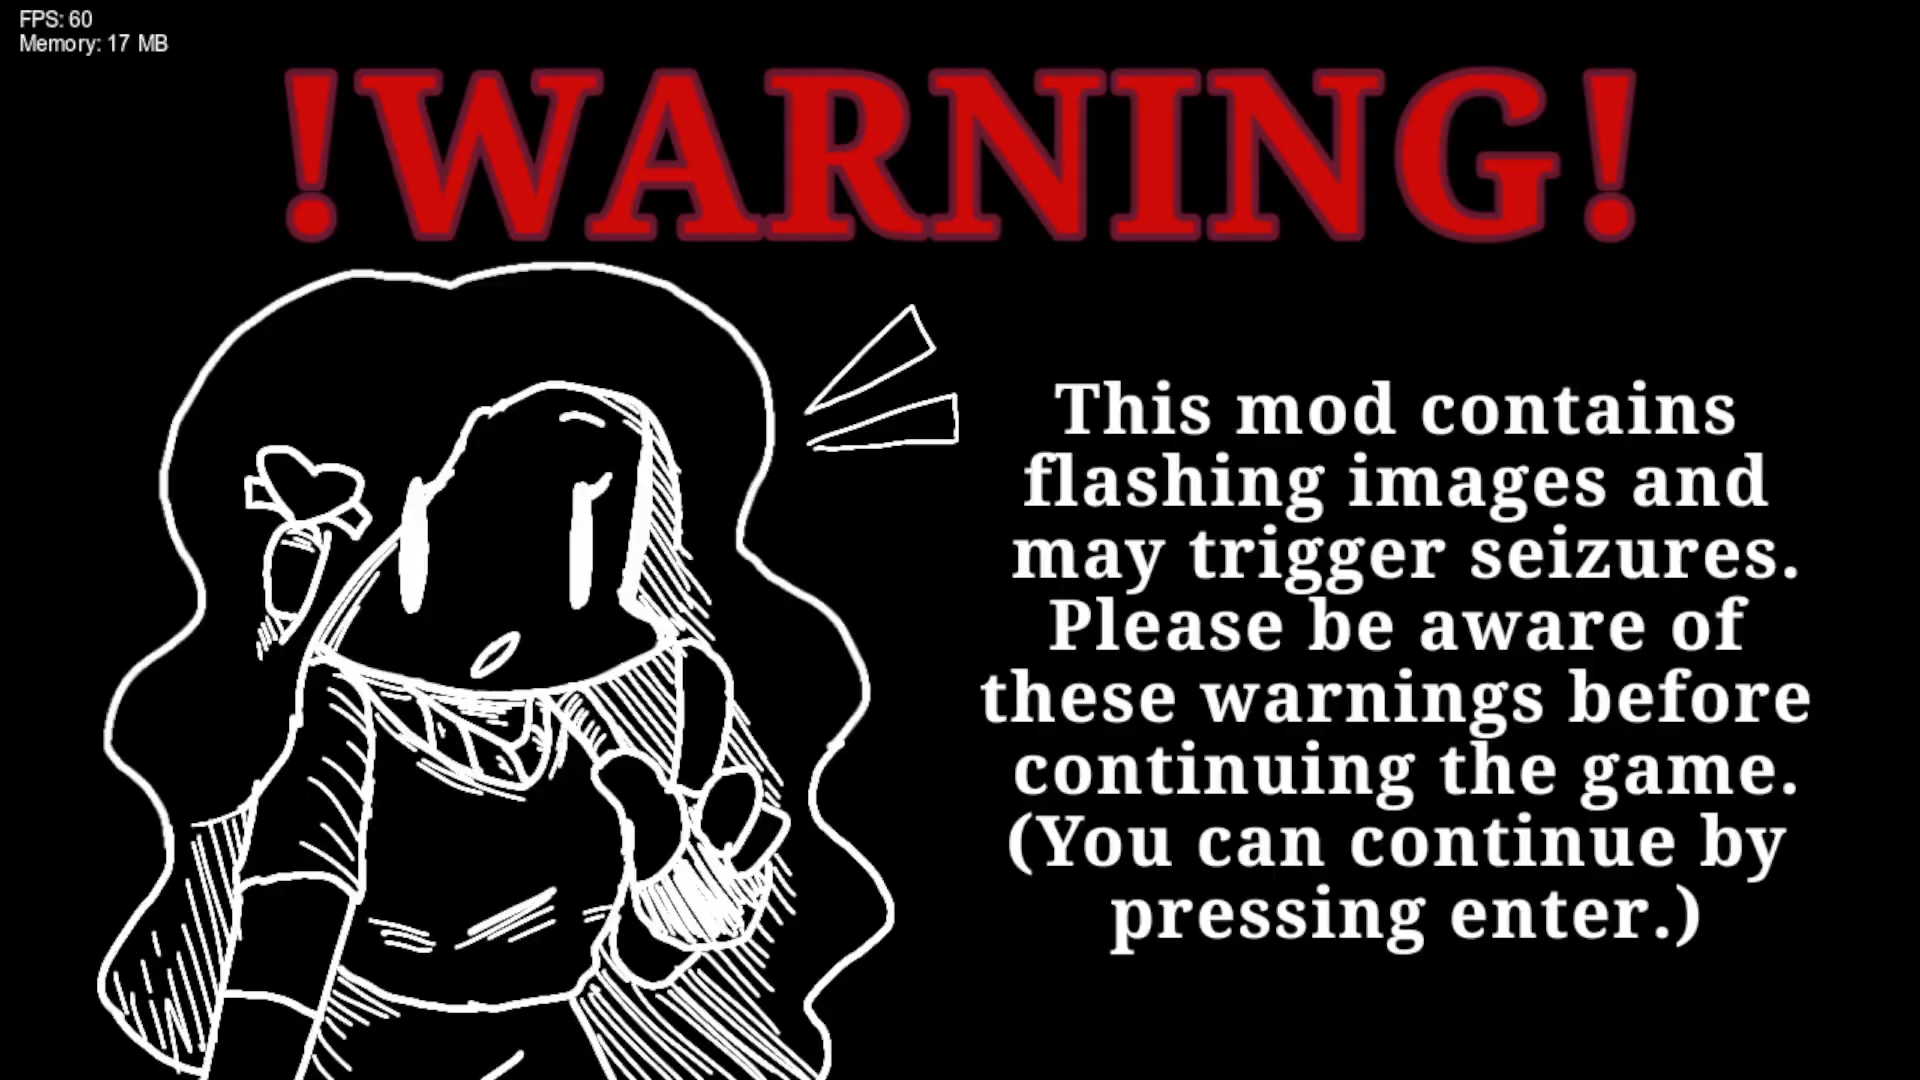 FPS: 60
Memory: 17 MB
!WARNING!
This mod contains
flashing images and
may trigger seizures.
Please be aware of
these warnings before
continuing the game.
(You can continue by
pressing enter.)